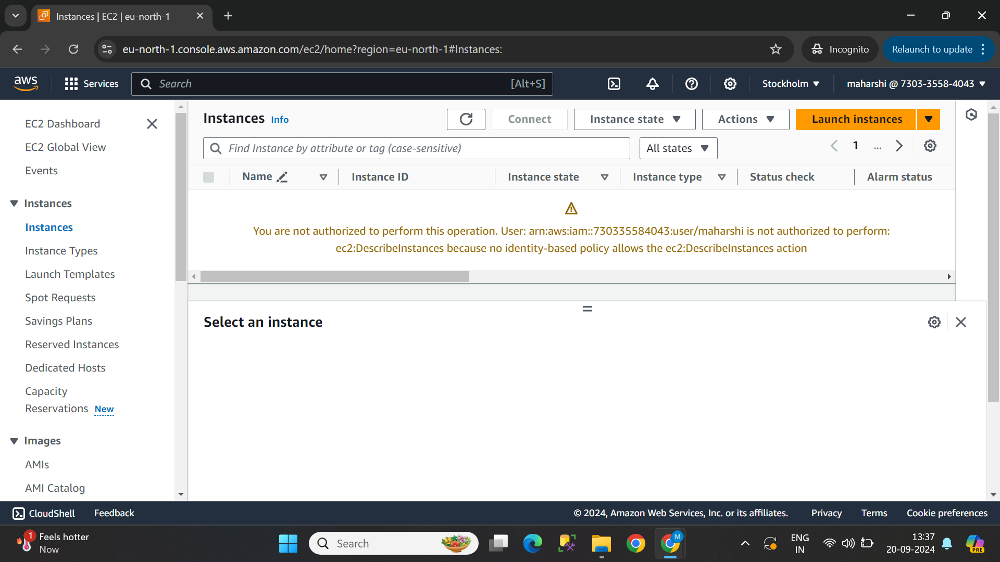 Instances | EC2 | eu-north-1
eu-north-1.console.aws.amazon.com/ec2/home?region=eu-north-1#Instances:
Incognito
Relaunch to update
aws
Services
Search
[Alt+S]
Stockholm
maharshi @ 7303-3558-4043
EC2 Dashboard
EC2 Global View
Events
Instances
Instances
Instance Types
Launch Templates
Spot Requests
Savings Plans
Reserved Instances
Dedicated Hosts
Capacity
Reservations New
Images
AMIs
AMI Catalog
Instances Info
Connect
Instance state
Actions
Launch instances
Find Instance by attribute or tag (case-sensitive)
All states
1
...
Name
Instance ID
Instance state
Instance type
Status check
Alarm status
You are not authorized to perform this operation. User: arn:aws:iam::730335584043:user/maharshi is not authorized to perform:
ec2:DescribeInstances because no identity-based policy allows the ec2:DescribeInstances action
Select an instance
CloudShell
Feedback
© 2024, Amazon Web Services, Inc. or its affiliates.
Privacy
Terms
Cookie preferences
1
Feels hotter
Now
Search
M
ENG
IN
13:37
20-09-2024
PRE